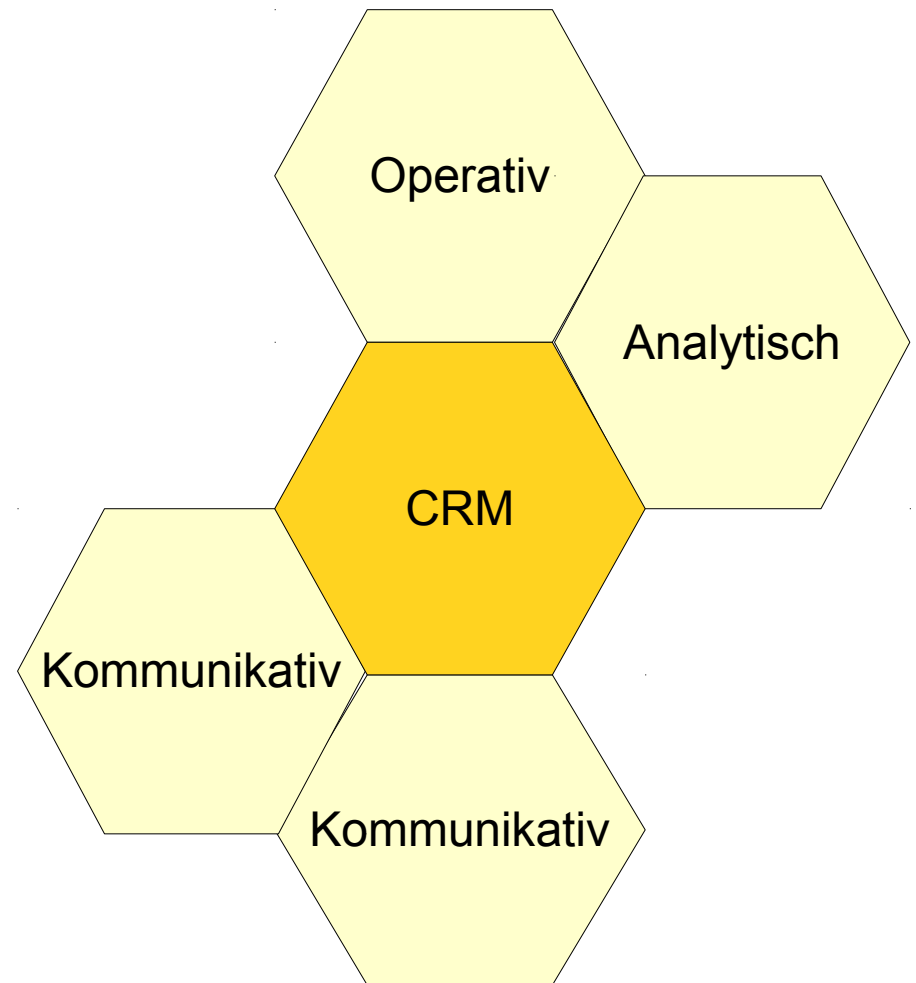 Operativ
Analytisch
CRM
Kommunikativ
Kommunikativ